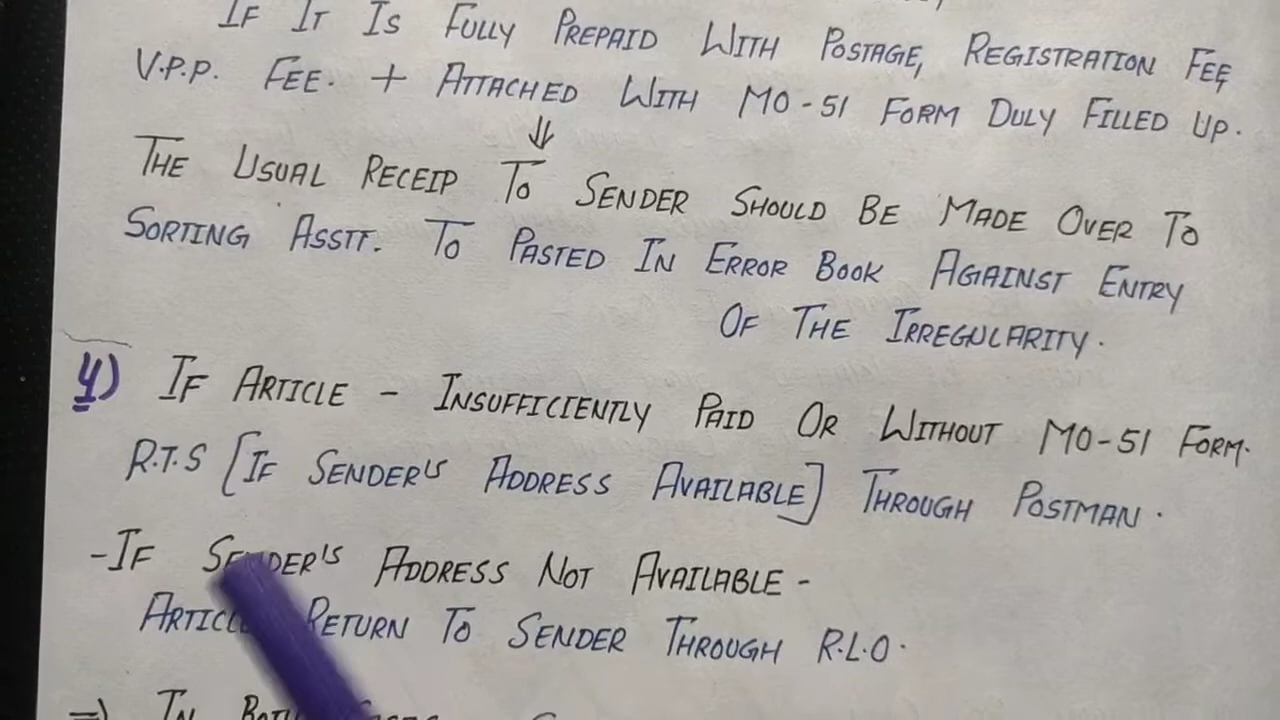 IF IT IS FULLY PREPAID WITH POSTAGE, REGISTRATION FEE,
V.P.P. FEE. + ATTACHED WITH MO-51 FORM DULY FILLED UP.
⇓
THE USUAL RECEIP TO SENDER SHOULD BE MADE OVER TO
SORTING ASSTT. TO PASTED IN ERROR BOOK AGAINST ENTRY
OF THE IRREGULARITY.
4) IF ARTICLE - INSUFFICIENTLY PAID OR WITHOUT MO-51 FORM.
R.T.S [IF SENDER'S ADDRESS AVAILABLE] THROUGH POSTMAN.
-IF SENDER'S ADDRESS NOT AVAILABLE -
ARTICLE RETURN TO SENDER THROUGH R.L.O.
⇒ IN